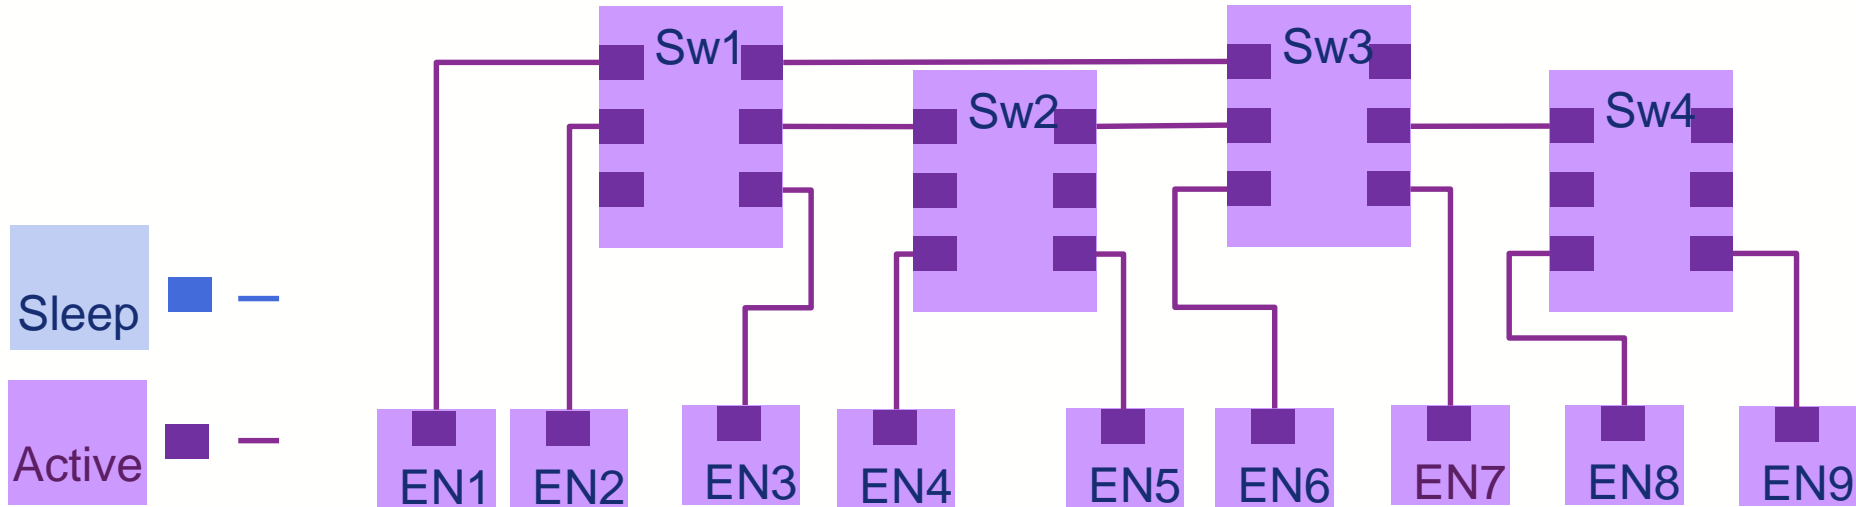 Sw1
Sw3
Sw2
Sw4
Sleep
Active
EN1
EN2
EN3
EN4
EN5
EN6
EN7
EN8
EN9